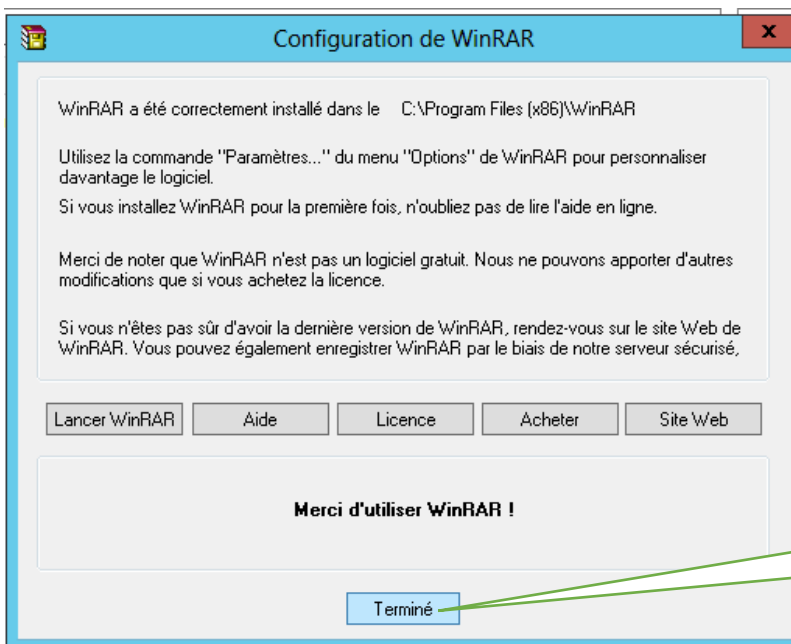 Configuration de WinRAR
x
WinRAR a été correctement installé dans le C:\Program Files (x86)\WinRAR
Utilisez la commande "Paramètres..." du menu "Options" de WinRAR pour personnaliser
davantage le logiciel.
Si vous installez WinRAR pour la première fois, n'oubliez pas de lire l'aide en ligne.
Merci de noter que WinRAR n'est pas un logiciel gratuit. Nous ne pouvons apporter d'autres
modifications que si vous achetez la licence.
Si vous n'êtes pas sûr d'avoir la dernière version de WinRAR, rendez-vous sur le site Web de
WinRAR. Vous pouvez également enregistrer WinRAR par le biais de notre serveur sécurisé,
Lancer WinRAR Aide Licence Acheter Site Web
Merci d'utiliser WinRAR !
Terminé